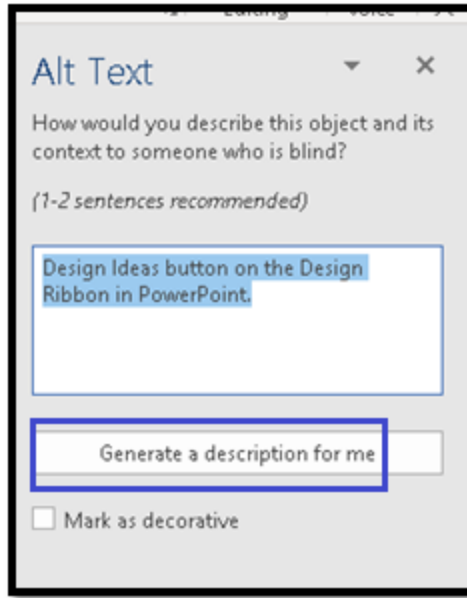 Alt Text
How would you describe this object and its
context to someone who is blind?
(1-2 sentences recommended)
Design Ideas button on the Design
Ribbon in PowerPoint.
Generate a description for me
Mark as decorative